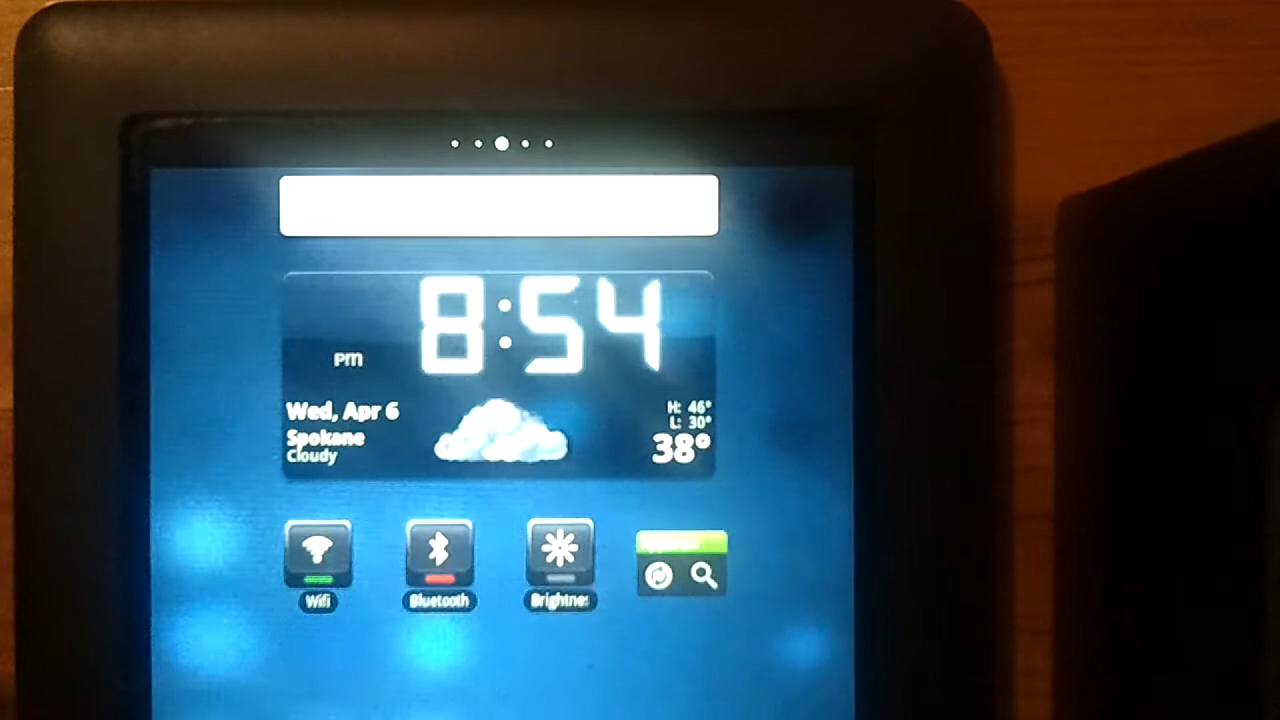 8:54
pm
Wed, Apr 6
Spokane
Cloudy
H: 46°
L: 30°
38°
Wifi
Bluetooth
Brightne